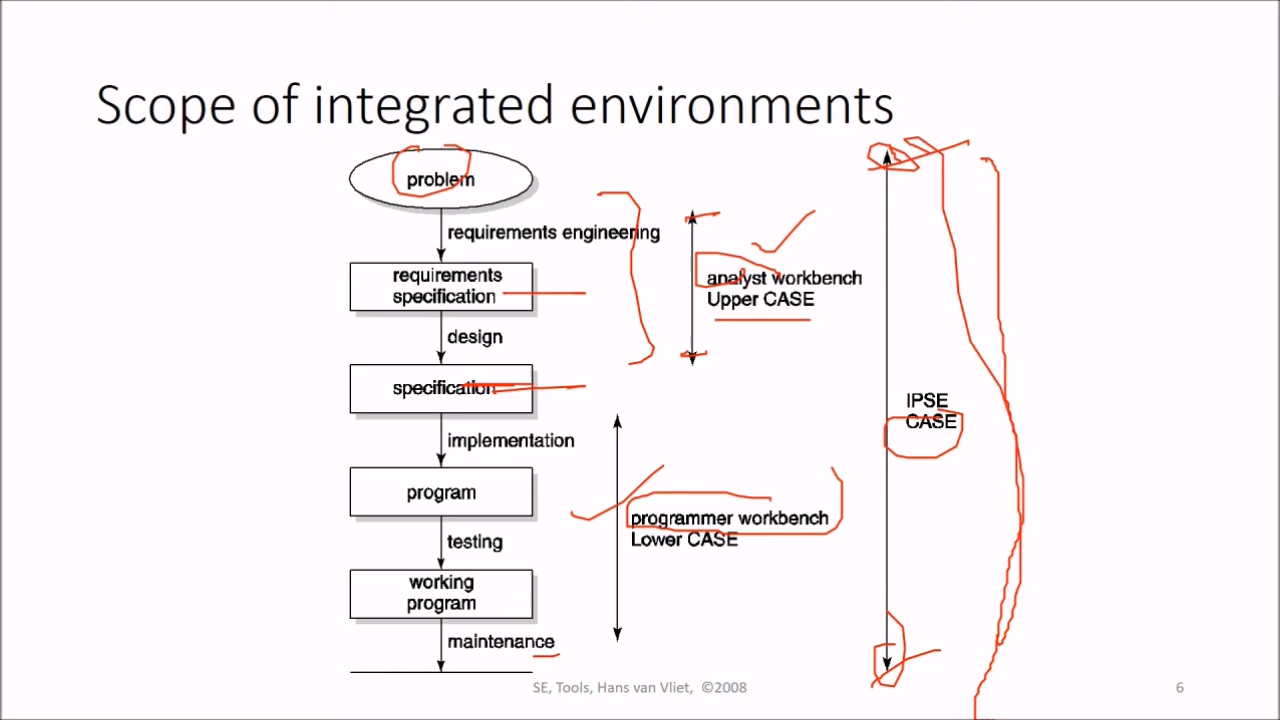 Scope of integrated environments
problem
requirements engineering
requirements
specification
analyst workbench
Upper CASE
design
specification
IPSE
CASE
implementation
program
programmer workbench
Lower CASE
testing
working
program
maintenance
SE, Tools, Hans van Vliet, ©2008
6